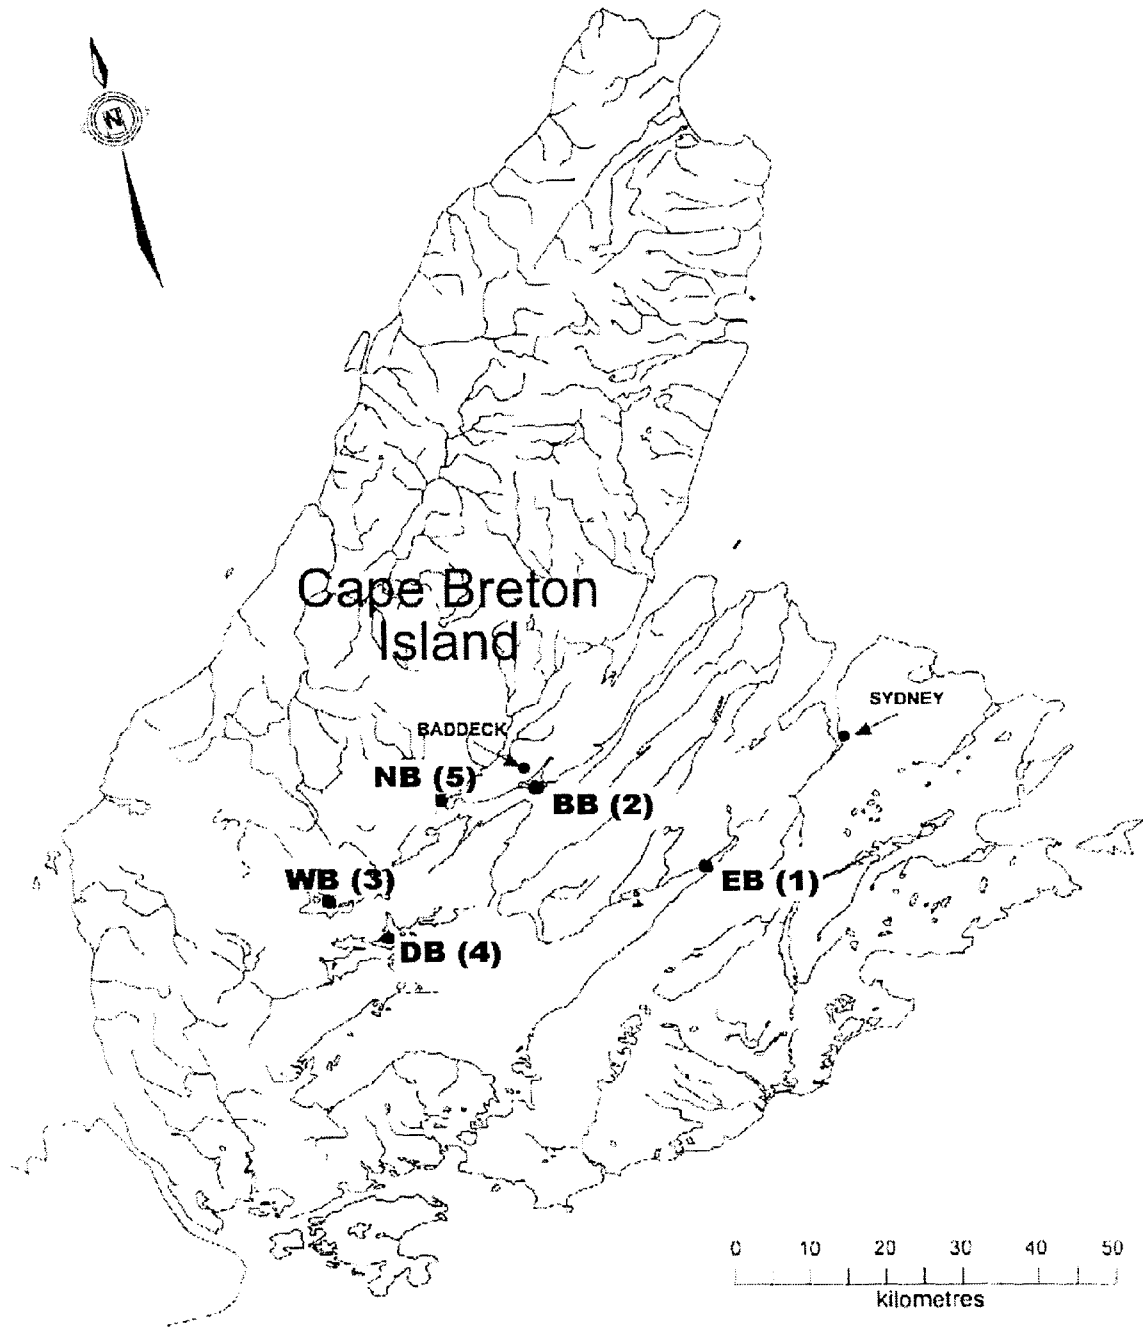 N
Cape Breton
Island
SYDNEY
BADDECK
NB (5)
BB (2)
WB (3)
EB (1)
DB (4)
0 10 20 30 40 50
kilometres